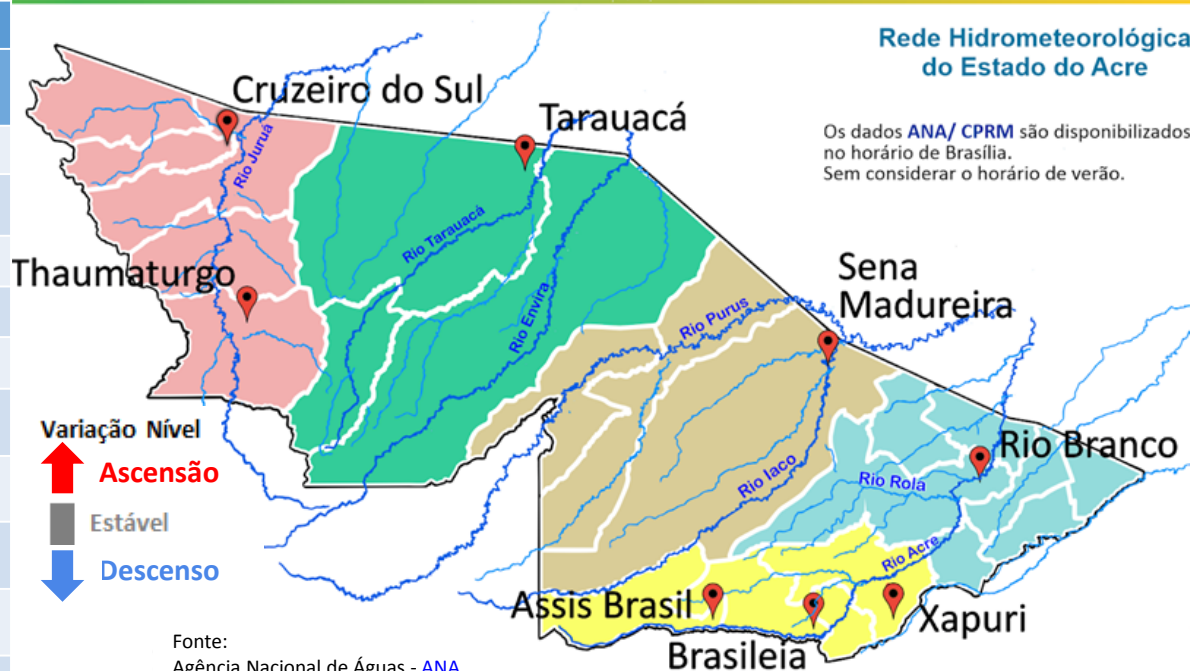 Rede Hidrometeorológica
do Estado do Acre
Os dados ANA/ CPRM são disponibilizados
no horário de Brasília.
Sem considerar o horário de verão.
Cruzeiro do Sul
Tarauacá
Rio Juruá
Rio Tarauacá
Thaumaturgo
Rio Envira
Sena
Madureira
Rio Purus
Variação Nível
Ascensão
Estável
Descenso
Rio Branco
Rio Iaco
Rio Rola
Rio Acre
Assis Brasil
Xapuri
Brasileia
Fonte:
Agência Nacional de Águas - ANA